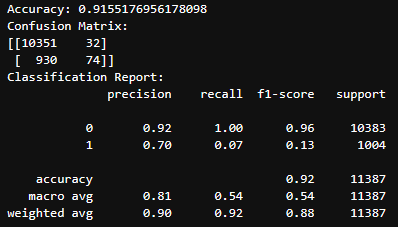 Accuracy: 0.9155176956178098
Confusion Matrix:
[[10351    32]
 [  930    74]]
Classification Report:
              precision    recall  f1-score   support

           0       0.92      1.00      0.96     10383
           1       0.70      0.07      0.13      1004

    accuracy                           0.92     11387
   macro avg       0.81      0.54      0.54     11387
weighted avg       0.90      0.92      0.88     11387